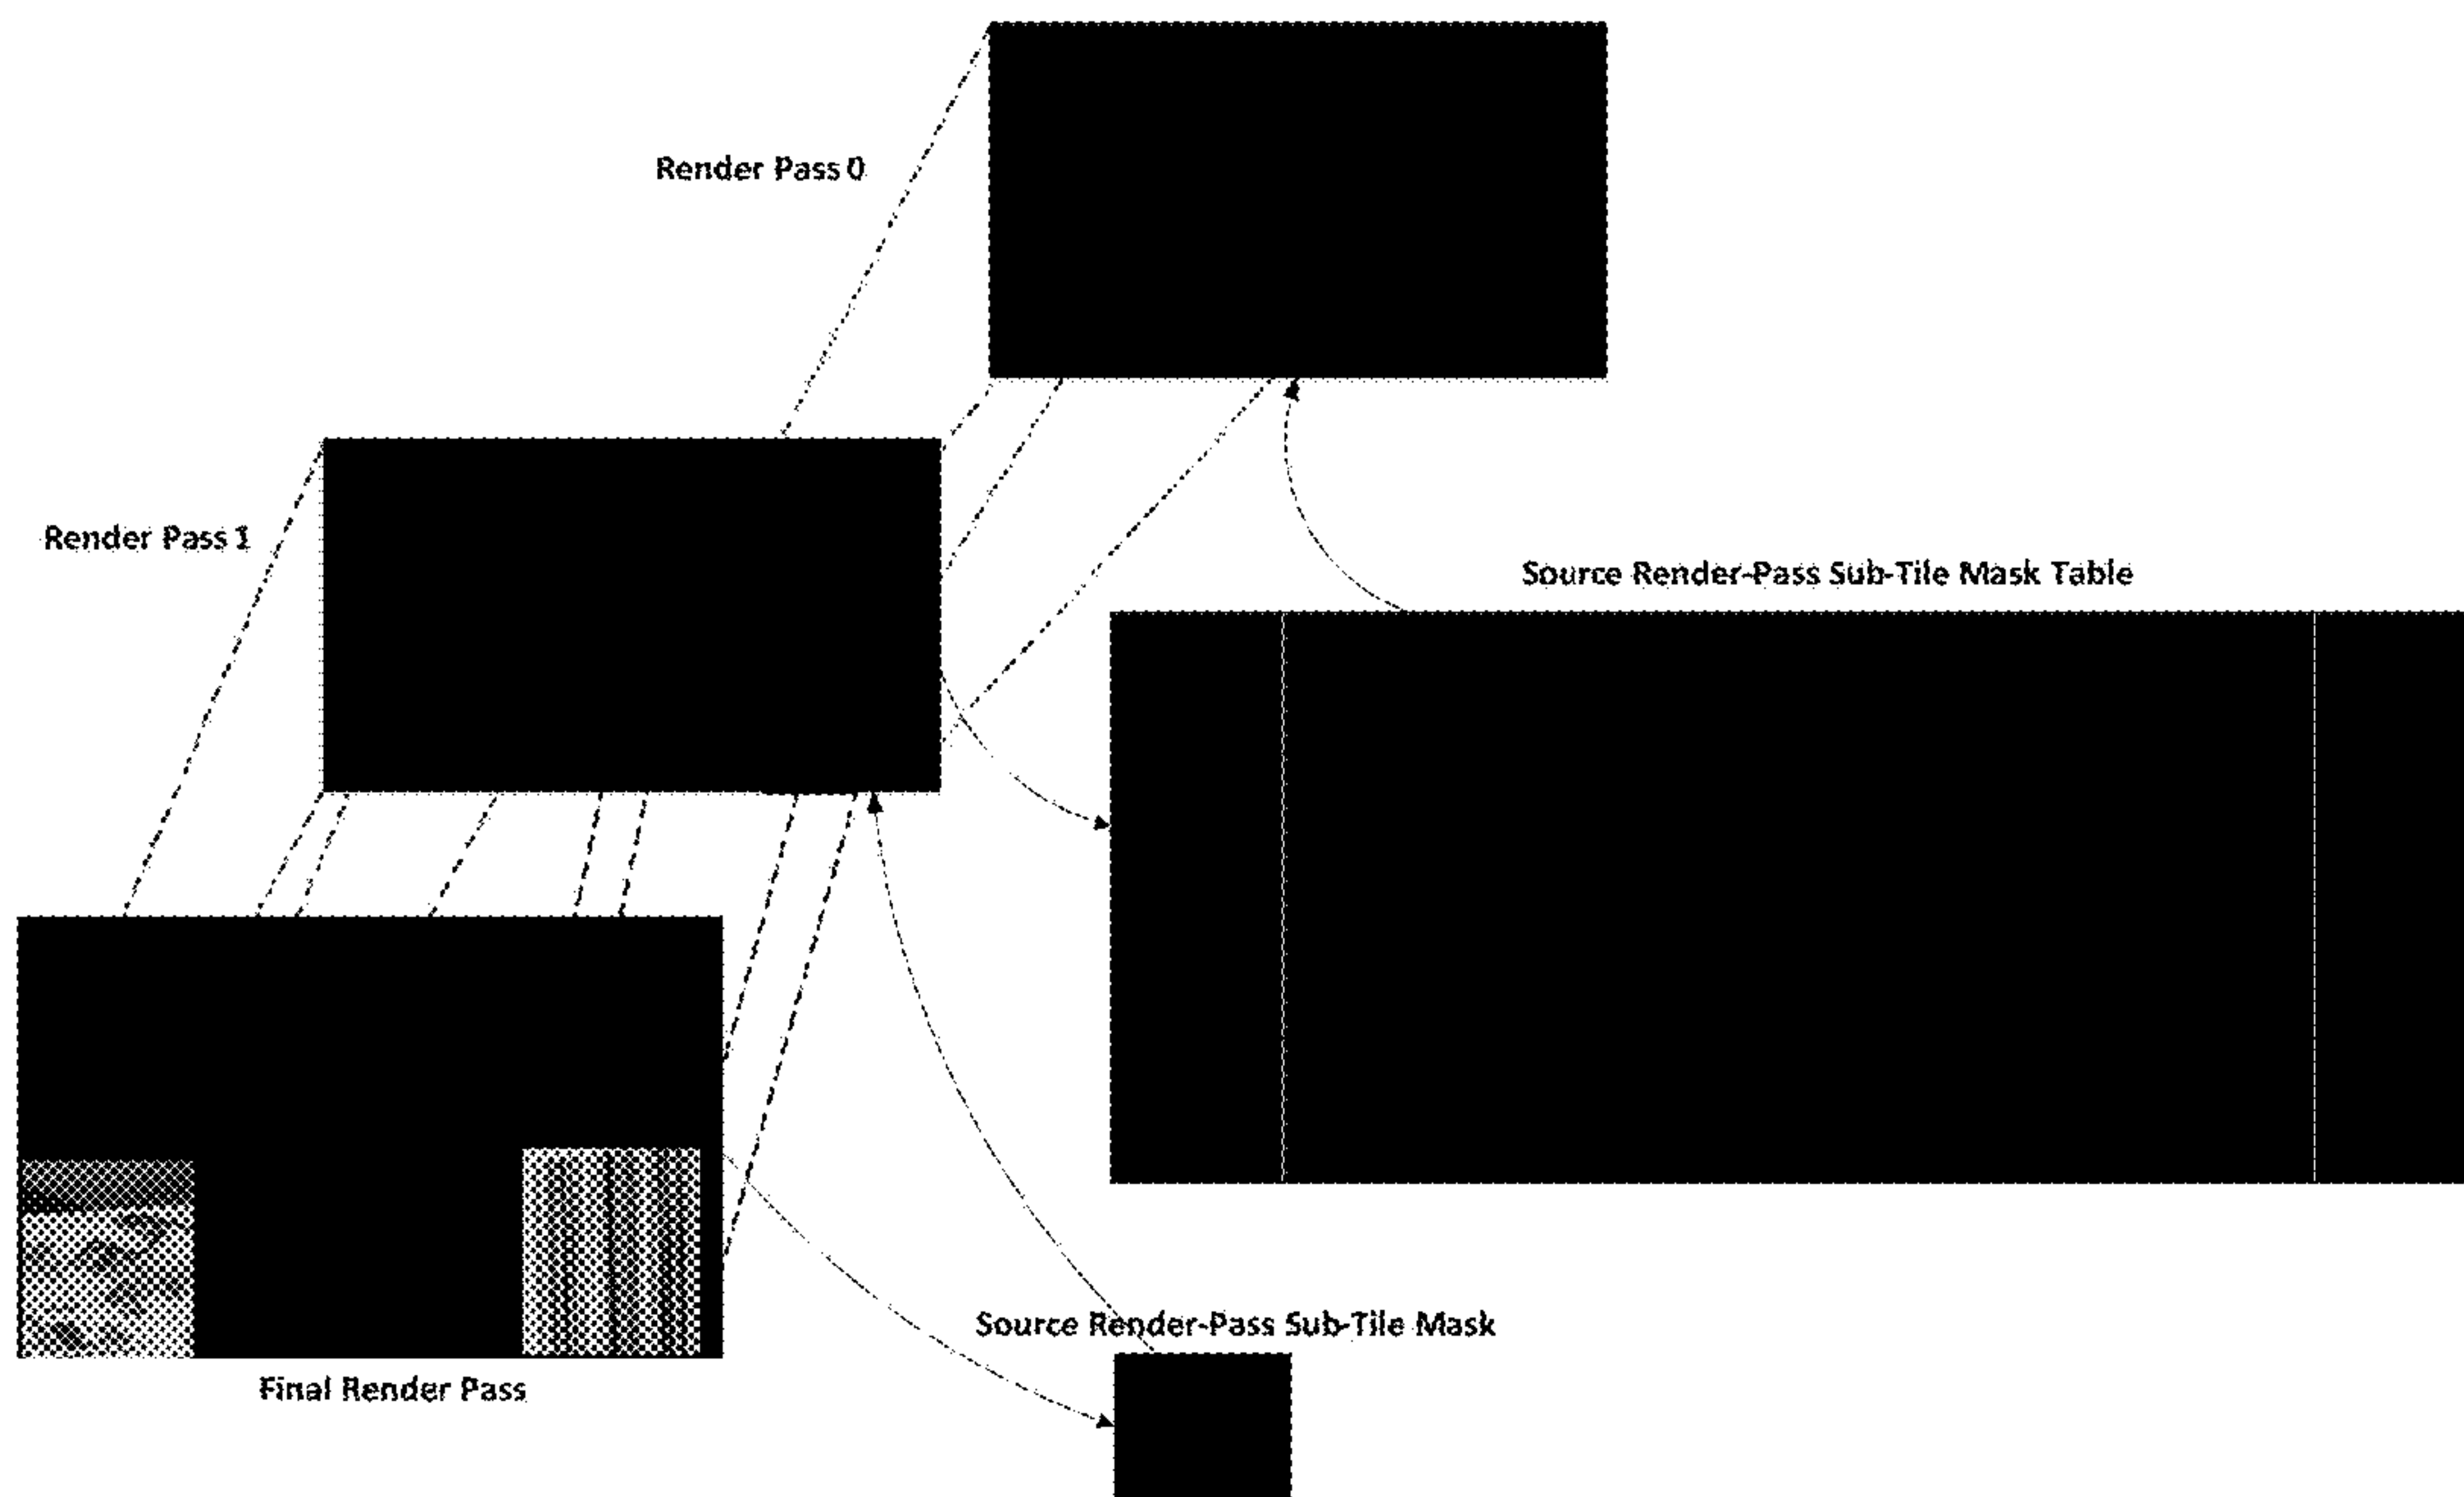 Render Pass 0
Render Pass 1
Source Render-Pass Sub-Tile Mask Table
Source Render-Pass Sub-Tile Mask
Final Render Pass